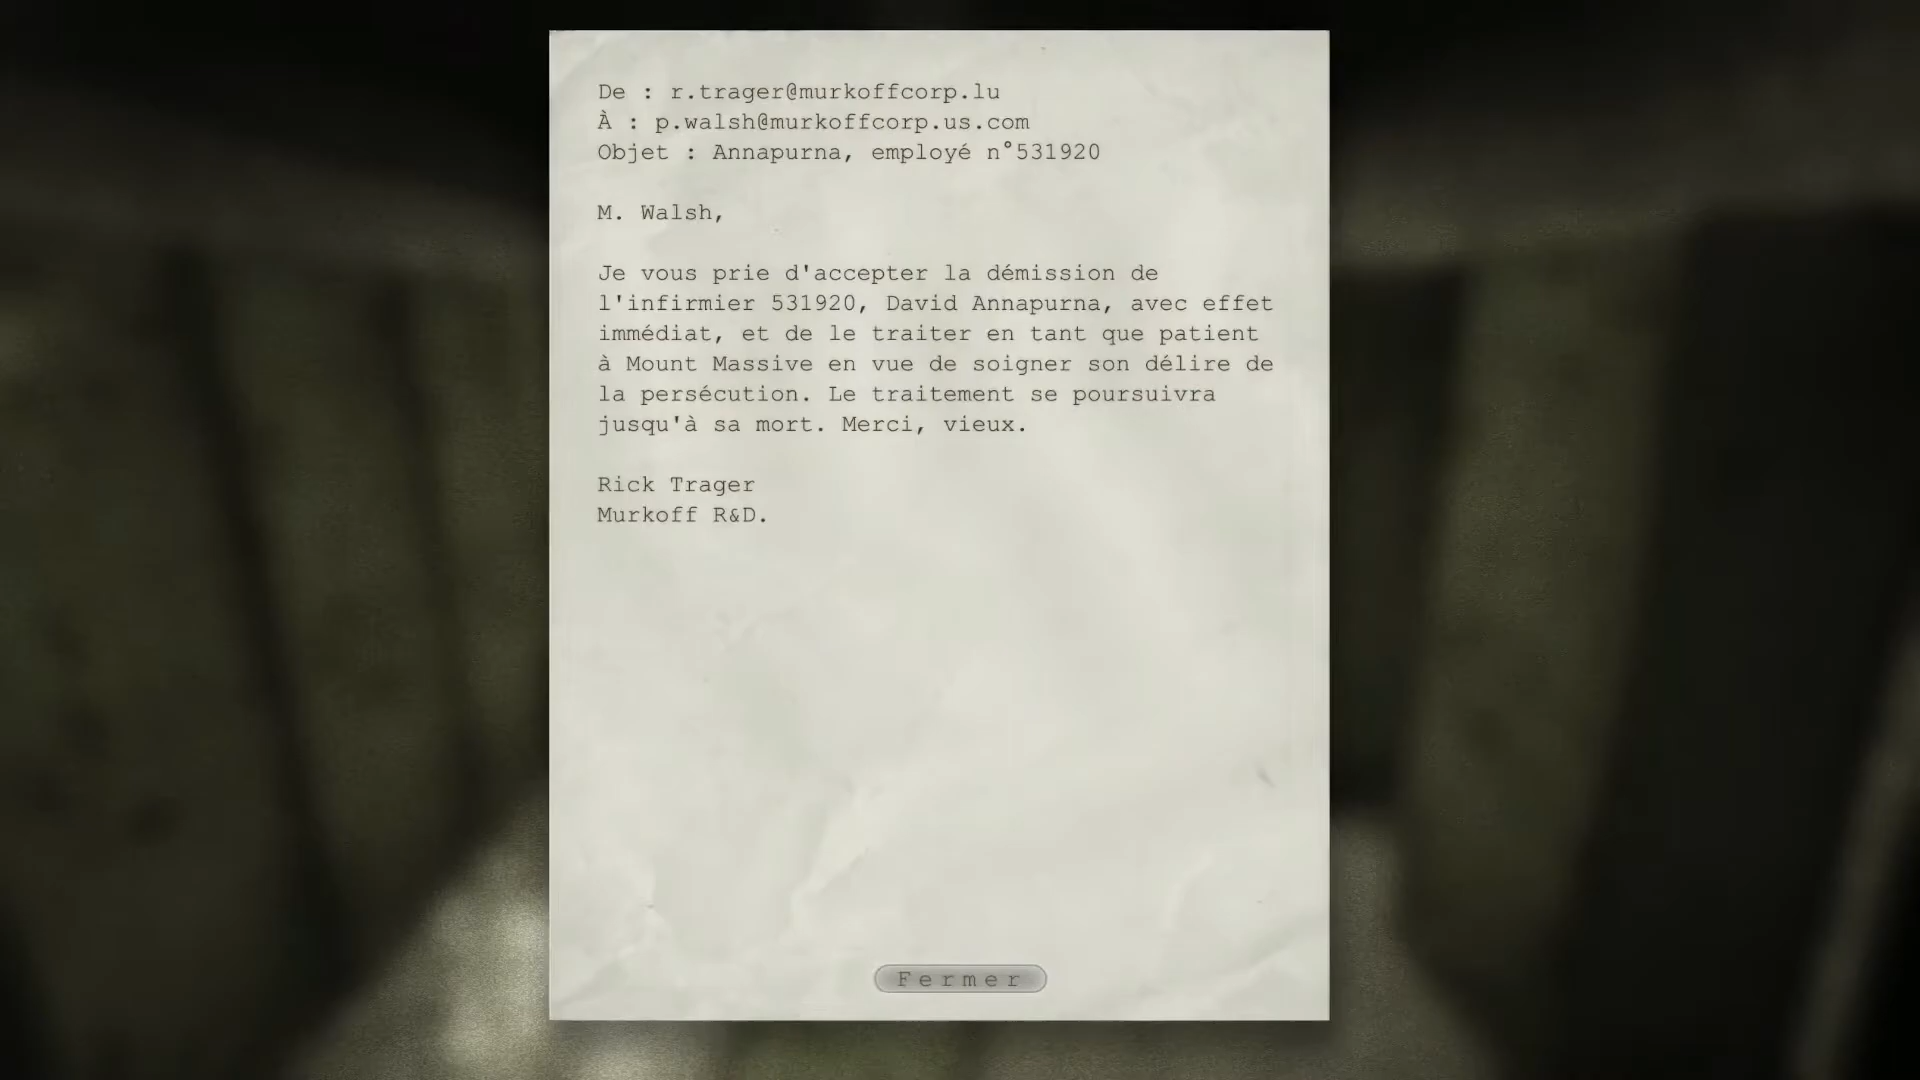 De : r.trager@murkoffcorp.lu
À : p.walsh@murkoffcorp.us.com
Objet : Annapurna, employé n°531920
M. Walsh,
Je vous prie d'accepter la démission de
l'infirmier 531920, David Annapurna, avec effet
immédiat, et de le traiter en tant que patient
à Mount Massive en vue de soigner son délire de
la persécution. Le traitement se poursuivra
jusqu'à sa mort. Merci, vieux.
Rick Trager
Murkoff R&D.
Fermer